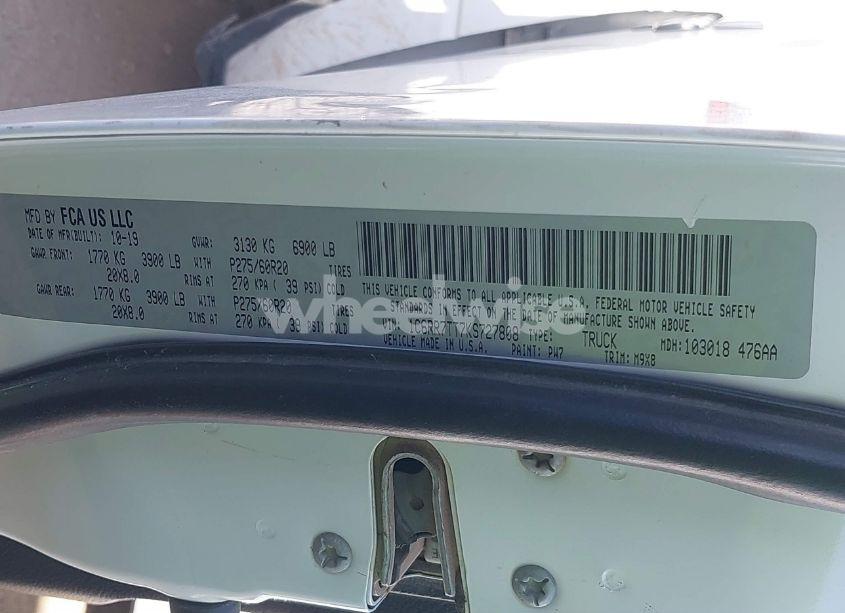 MFD BY FCA US LLC
DATE OF MFR(BUILT): 10-19 GVWR: 3130 KG 6900 LB
GAWR FRONT: 1770 KG 3900 LB WITH P275/60R20 TIRES
20X8.0 RIMS AT 270 KPA ( 39 PSI) COLD
GAWR REAR: 1770 KG 3900 LB WITH P275/60R20 TIRES
20X8.0 RIMS AT 270 KPA ( 39 PSI) COLD
THIS VEHICLE CONFORMS TO ALL APPLICABLE U.S.A. FEDERAL MOTOR VEHICLE SAFETY
STANDARDS IN EFFECT ON THE DATE OF MANUFACTURE SHOWN ABOVE.
VIN: TYPE: TRUCK MDH: 103018 476AA
VEHICLE MADE IN U.S.A. PAINT: PW7 TRIM: M9X8
wheelwise